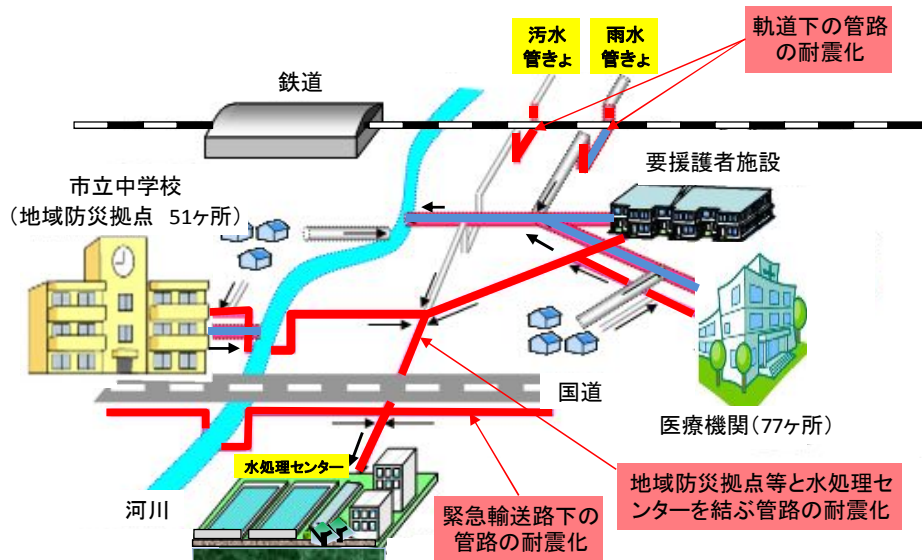 汚水
管きょ
雨水
管きょ
軌道下の管路
の耐震化
鉄道
要援護者施設
市立中学校
（地域防災拠点　51ヶ所）
国道
医療機関（77ヶ所）
水処理センター
河川
緊急輸送路下の
管路の耐震化
地域防災拠点等と水処理セ
ンターを結ぶ管路の耐震化